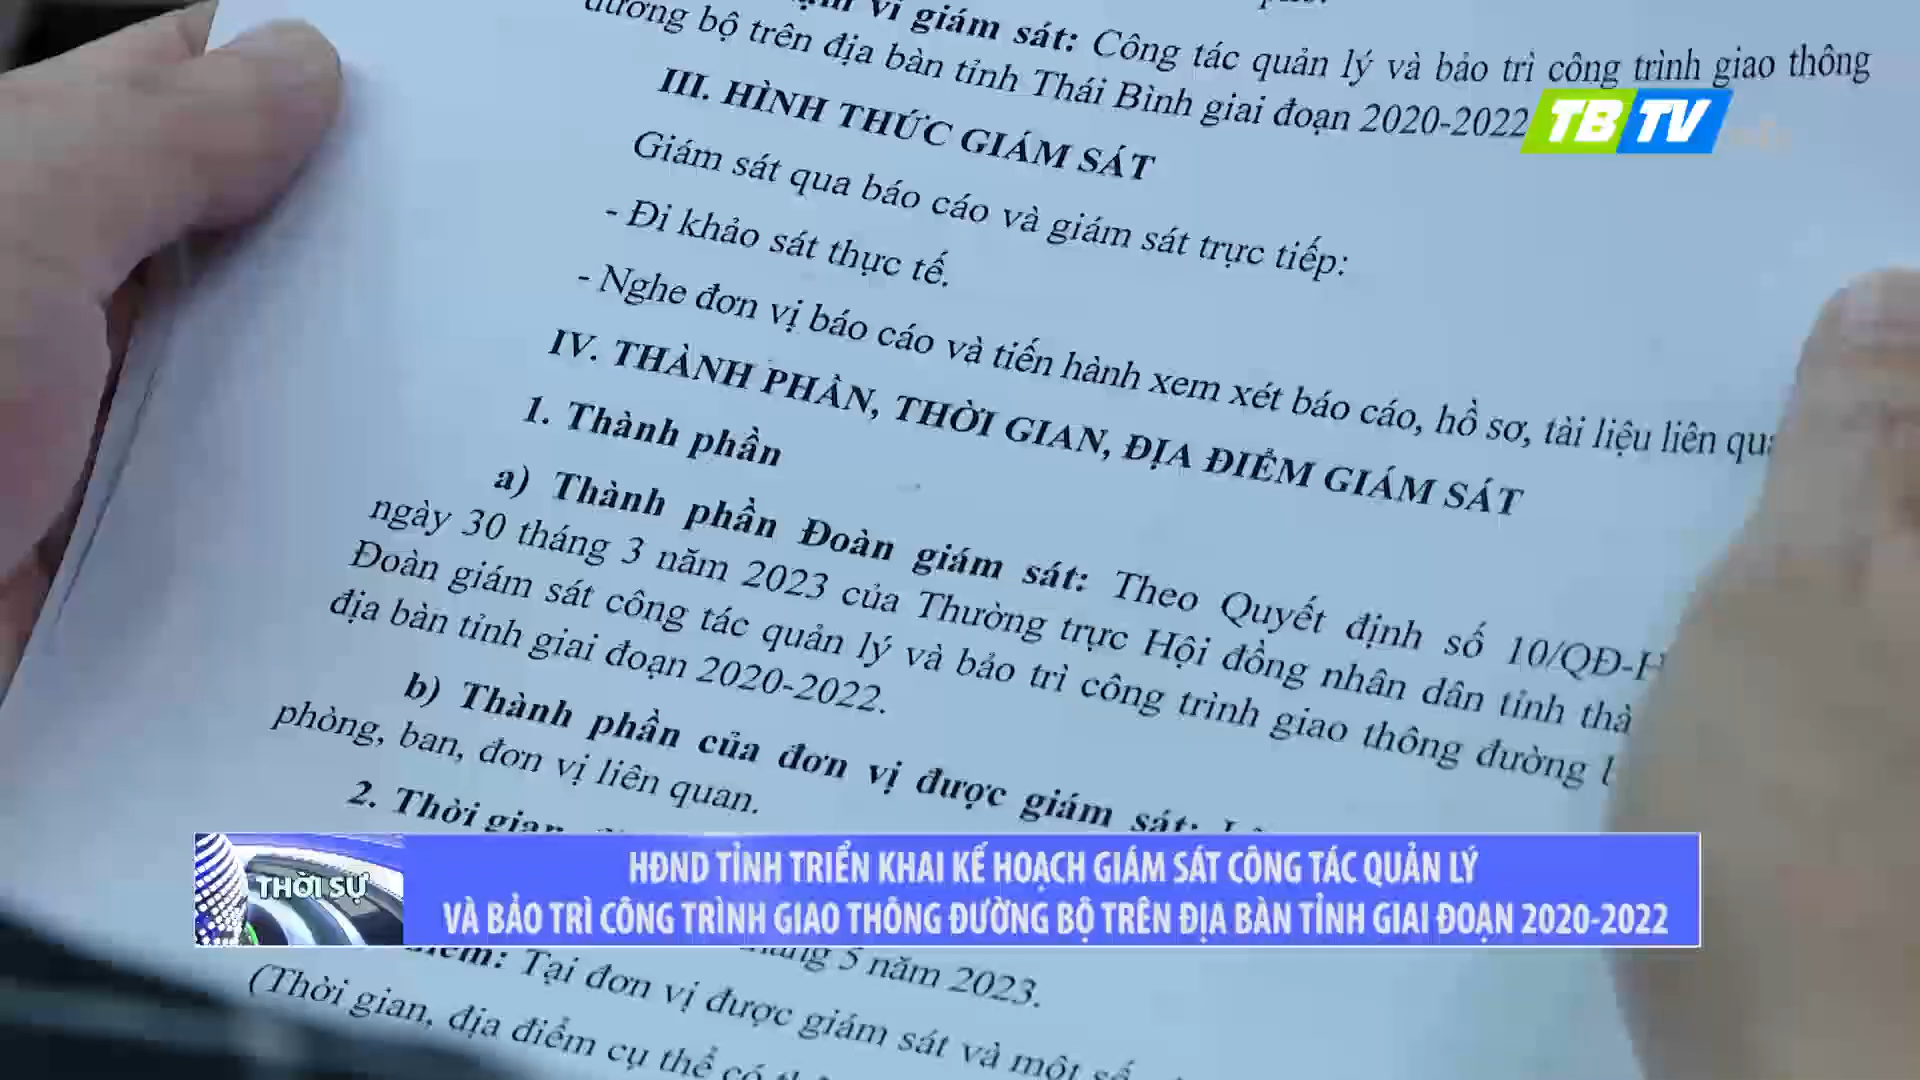 vi giám sát: Công tác quản lý và bảo trì công trình giao thông
đường bộ trên địa bàn tỉnh Thái Bình giai đoạn 2020-2022
TBTV
III. HÌNH THỨC GIÁM SÁT
Giám sát qua báo cáo và giám sát trực tiếp:
- Đi khảo sát thực tế.
- Nghe đơn vị báo cáo và tiến hành xem xét báo cáo, hồ sơ, tài liệu liên
IV. THÀNH PHẦN, THỜI GIAN, ĐỊA ĐIỂM GIÁM SÁT
1. Thành phần
a) Thành phần Đoàn giám sát: Theo Quyết định số 10/QĐ-H
ngày 30 tháng 3 năm 2023 của Thường trực Hội đồng nhân dân tỉnh
Đoàn giám sát công tác quản lý và bảo trì công trình giao thông đường
địa bàn tỉnh giai đoạn 2020-2022.
b) Thành phần của đơn vị được giám sát:
phòng, ban, đơn vị liên quan.
2. Thời gian
THỜI SỰ
HĐND TỈNH TRIỂN KHAI KẾ HOẠCH GIÁM SÁT CÔNG TÁC QUẢN LÝ
VÀ BẢO TRÌ CÔNG TRÌNH GIAO THÔNG ĐƯỜNG BỘ TRÊN ĐỊA BÀN TỈNH GIAI ĐOẠN 2020-2022
5 năm 2023.
Tại đơn vị được giám sát và một số
(Thời gian, địa điểm cụ thể có